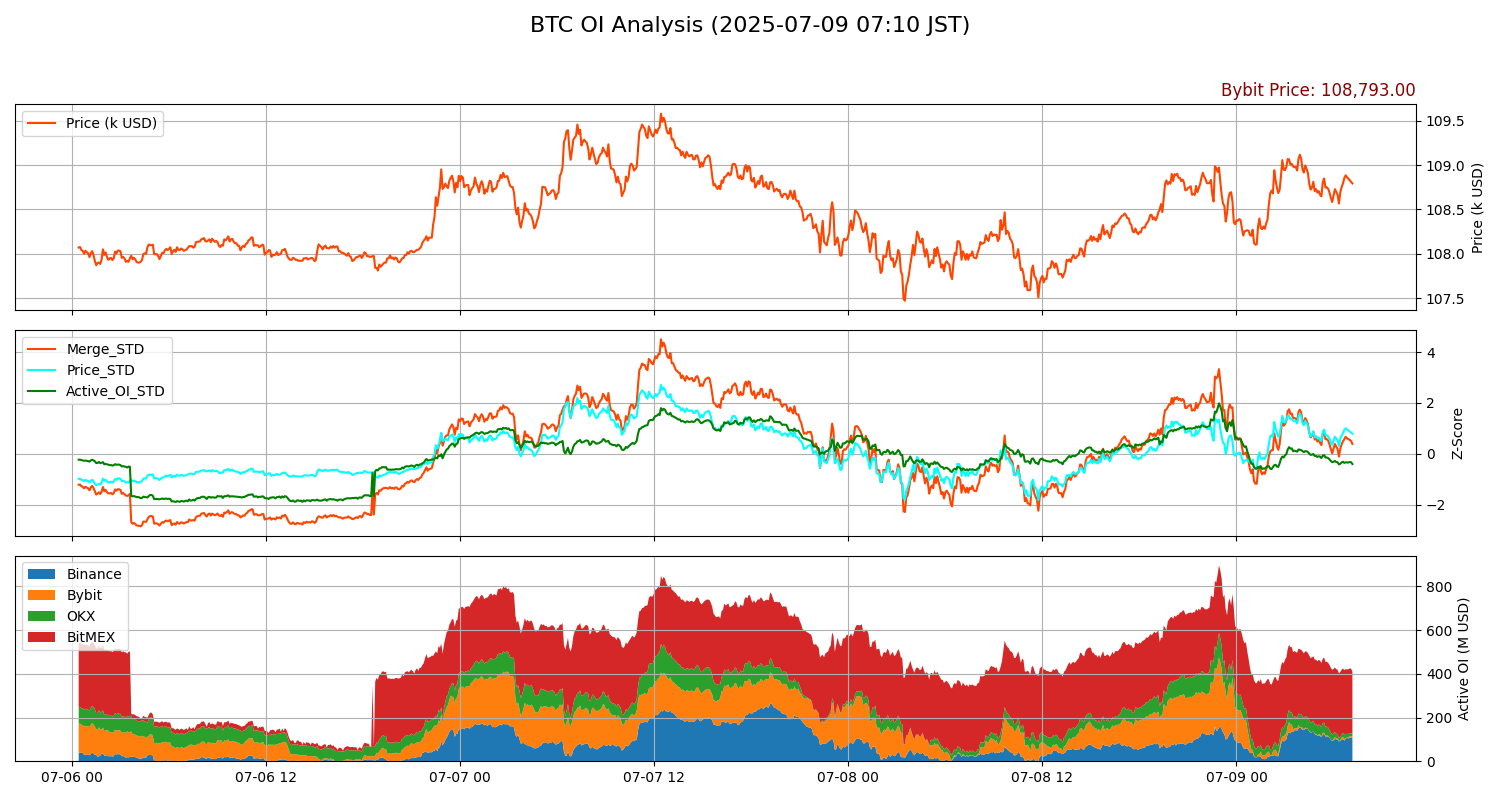 BTC OI Analysis (2025-07-09 07:10 JST)
Bybit Price: 108,793.00
Price (k USD)
109.5
109.0
108.5
108.0
107.5
Price (k USD)
Merge_STD
Price_STD
Active_OI_STD
4
2
0
−2
Z-Score
Binance
Bybit
OKX
BitMEX
800
600
400
200
0
Active OI (M USD)
07-06 00
07-06 12
07-07 00
07-07 12
07-08 00
07-08 12
07-09 00